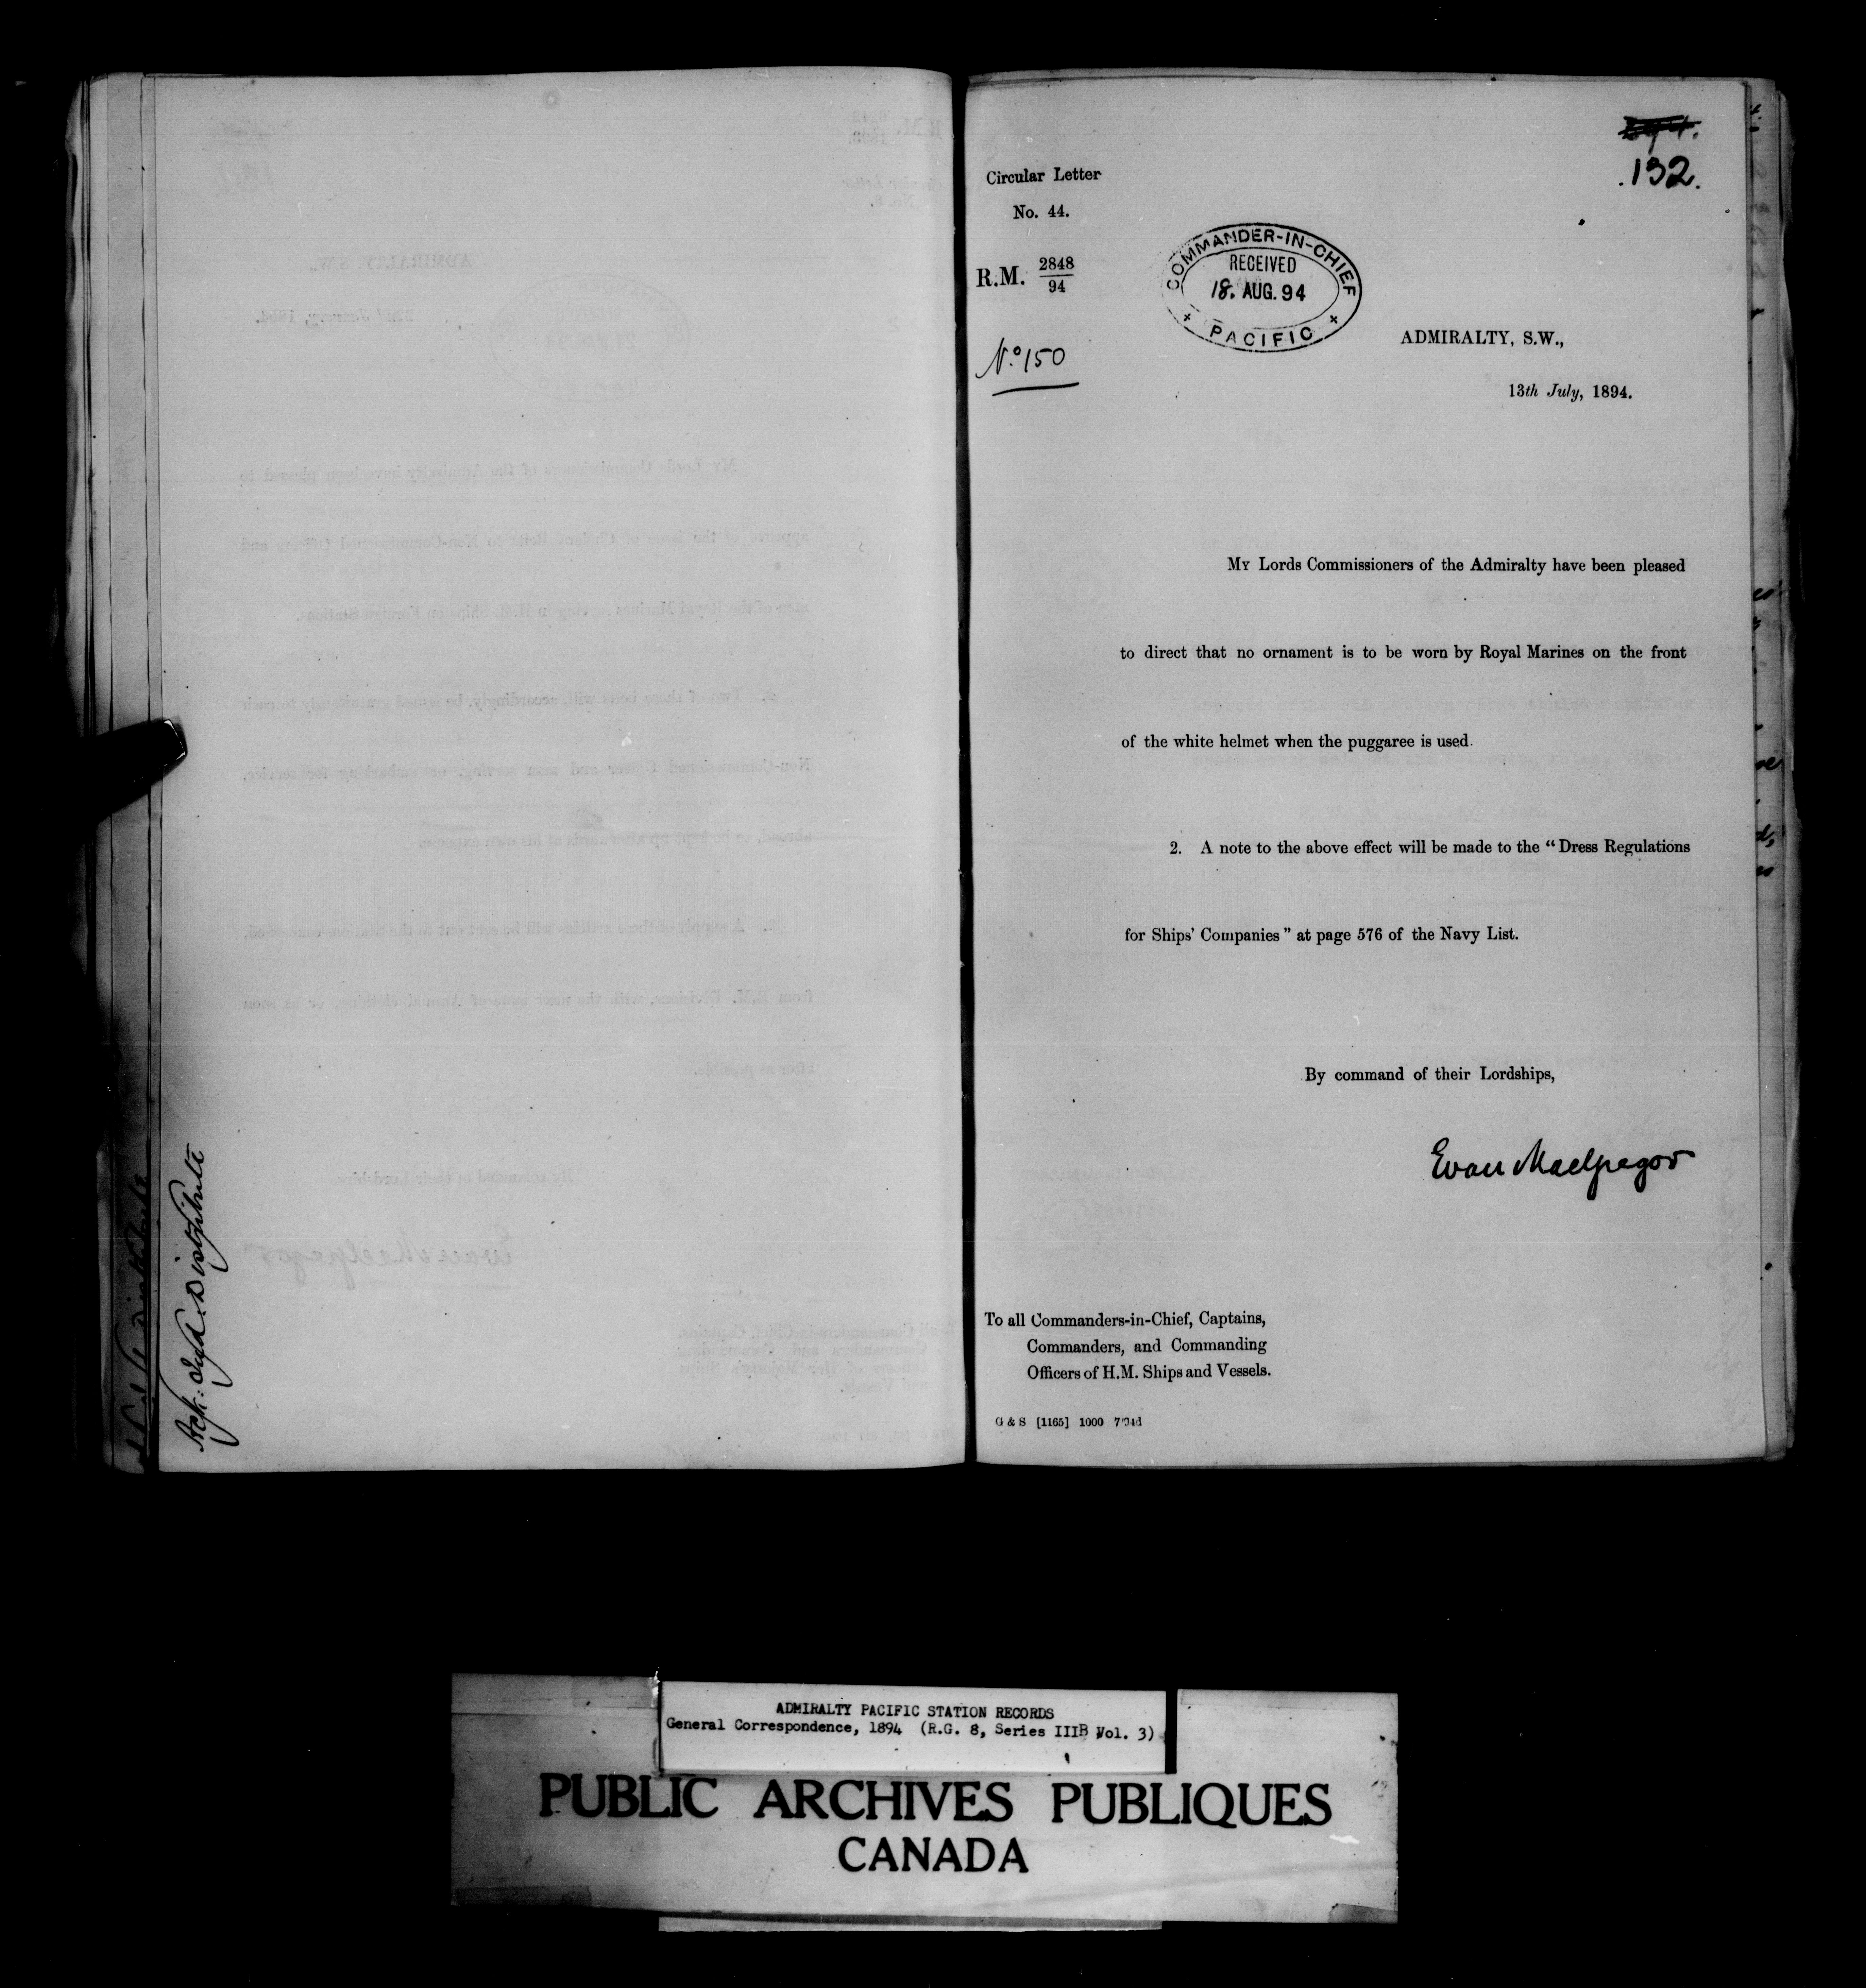 Ack: Lyd. Distribute
132.
Circular Letter
No. 44.
R.M. 2848
94
No 150
COMMANDER-IN-CHIEF
RECEIVED
18. AUG. 94
PACIFIC
ADMIRALTY, S.W.,
13th July, 1894.
MY Lords Commissioners of the Admiralty have been pleased
to direct that no ornament is to be worn by Royal Marines on the front
of the white helmet when the puggaree is used.
2. A note to the above effect will be made to the “Dress Regulations
for Ships’ Companies” at page 576 of the Navy List.
By command of their Lordships,
Evan MacGregor
To all Commanders-in-Chief, Captains,
Commanders, and Commanding
Officers of H.M. Ships and Vessels.
G & S [1165] 1000 7 94d
ADMIRALTY PACIFIC STATION RECORDS
General Correspondence, 1894 (R.G. 8, Series IIIB Vol. 3)
PUBLIC ARCHIVES PUBLIQUES
CANADA